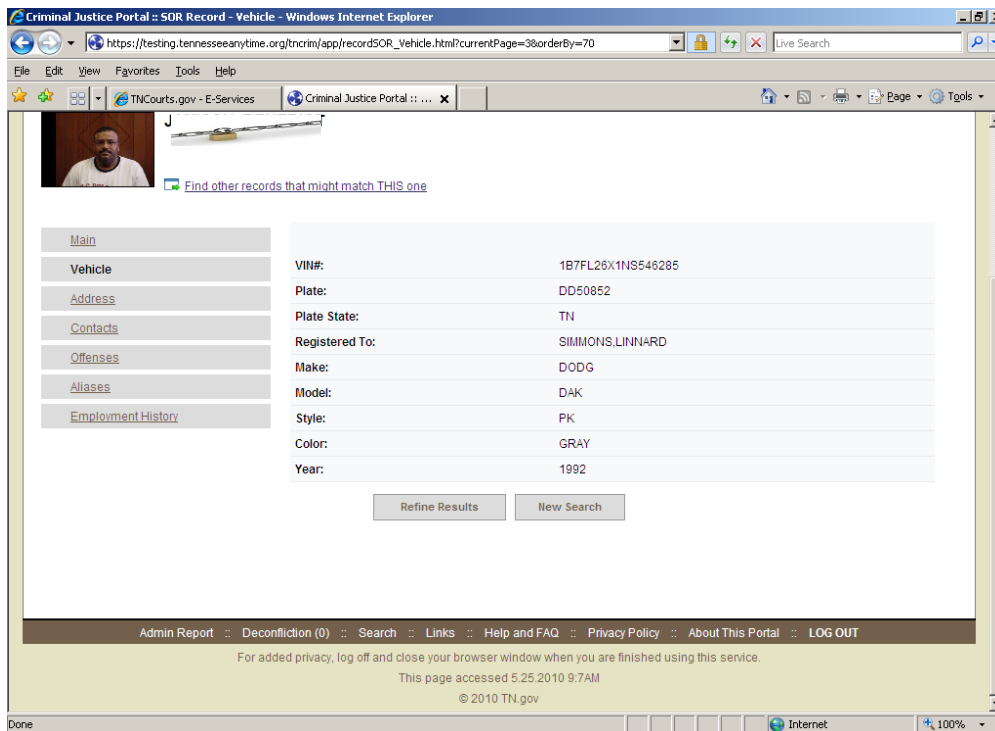 Criminal Justice Portal :: SOR Record - Vehicle - Windows Internet Explorer
https://testing.tennesseeanytime.org/tncrim/app/recordSOR_Vehicle.html?currentPage=3&orderBy=70
Live Search
File Edit View Favorites Tools Help
TNCourts.gov - E-Services
Criminal Justice Portal :: ...
Page
Tools
Find other records that might match THIS one
Main
Vehicle
Address
Contacts
Offenses
Aliases
Employment History
VIN#: 1B7FL26X1NS546285
Plate: DD50852
Plate State: TN
Registered To: SIMMONS,LINNARD
Make: DODG
Model: DAK
Style: PK
Color: GRAY
Year: 1992
Refine Results
New Search
Admin Report :: Deconfliction (0) :: Search :: Links :: Help and FAQ :: Privacy Policy :: About This Portal :: LOG OUT
For added privacy, log off and close your browser window when you are finished using this service.
This page accessed 5.25.2010 9:7AM
© 2010 TN.gov
Done
Internet
100%